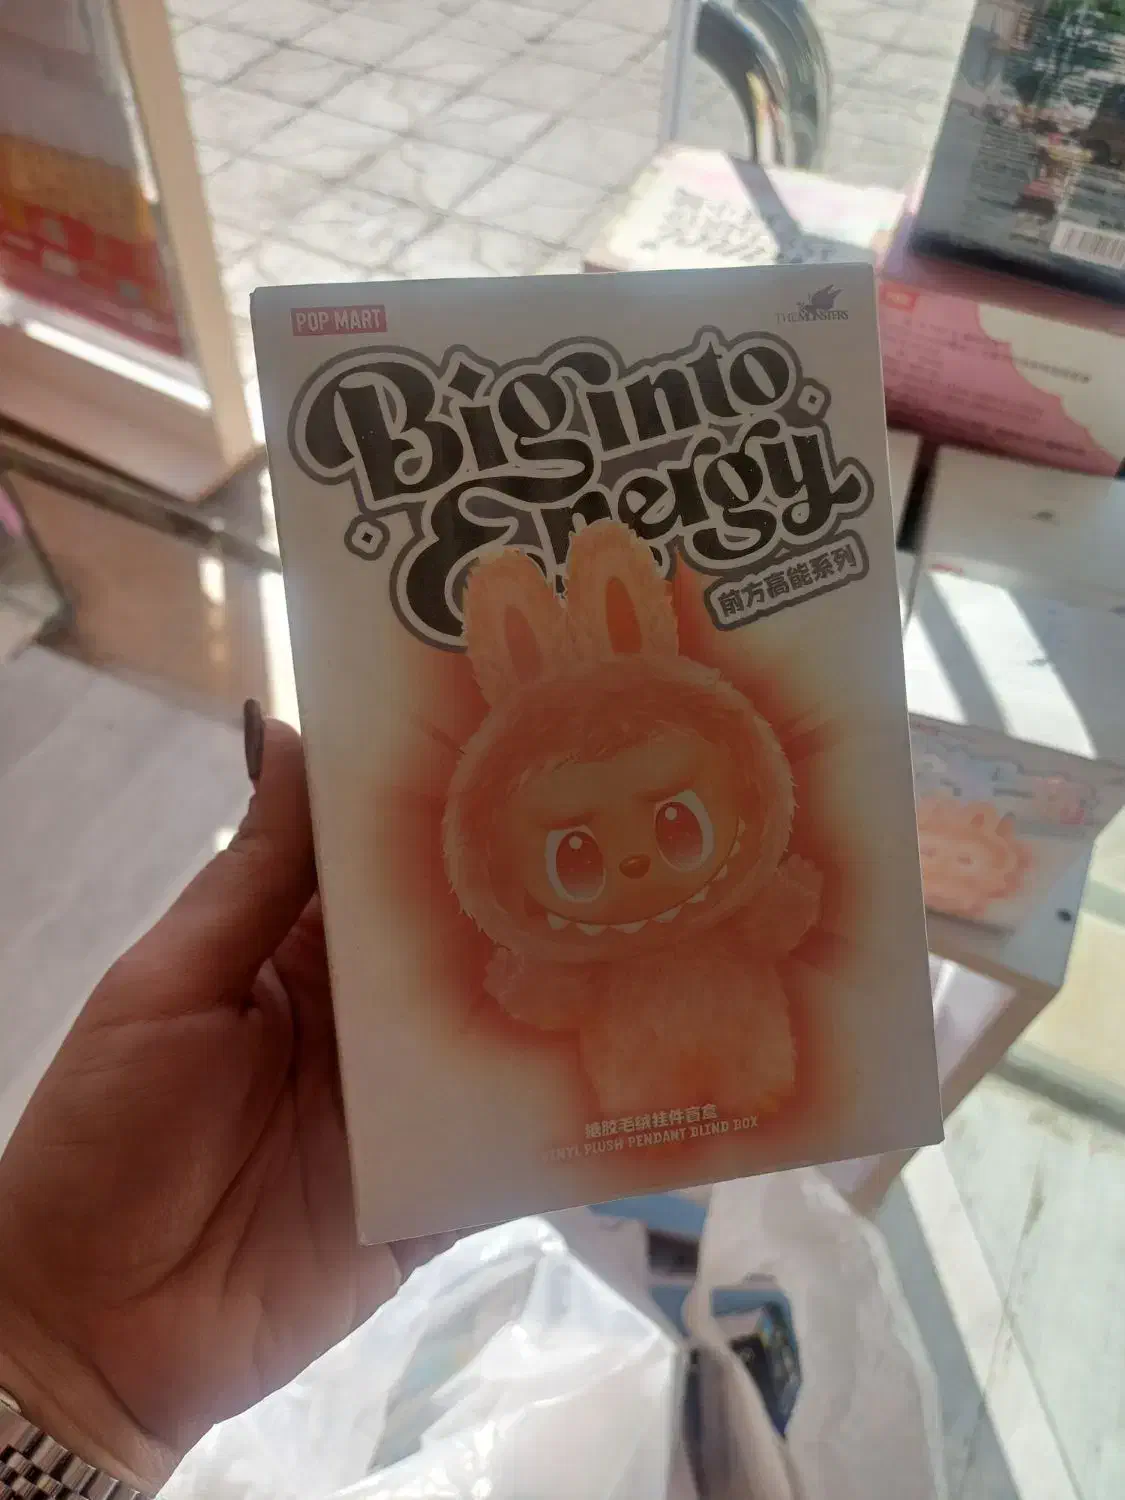 POP MART
THE MONSTERS
Big into
Energy
前方高能系列
搪胶毛绒挂件盲盒
VINYL PLUSH PENDANT BLIND BOX